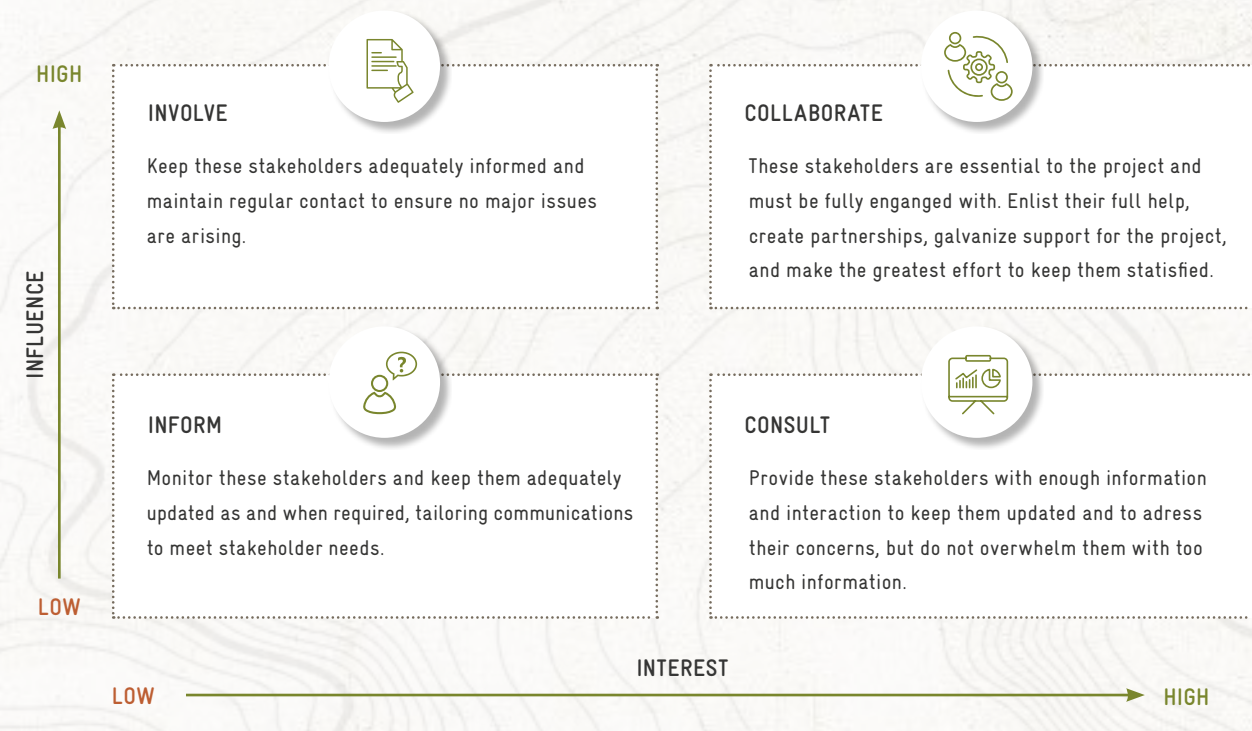 HIGH
INVOLVE
Keep these stakeholders adequately informed and
maintain regular contact to ensure no major issues
are arising.
COLLABORATE
These stakeholders are essential to the project and
must be fully enganged with. Enlist their full help,
create partnerships, galvanize support for the project,
and make the greatest effort to keep them statisfied.
INFLUENCE
?
INFORM
Monitor these stakeholders and keep them adequately
updated as and when required, tailoring communications
to meet stakeholder needs.
CONSULT
Provide these stakeholders with enough information
and interaction to keep them updated and to adress
their concerns, but do not overwhelm them with too
much information.
LOW
INTEREST
LOW
HIGH